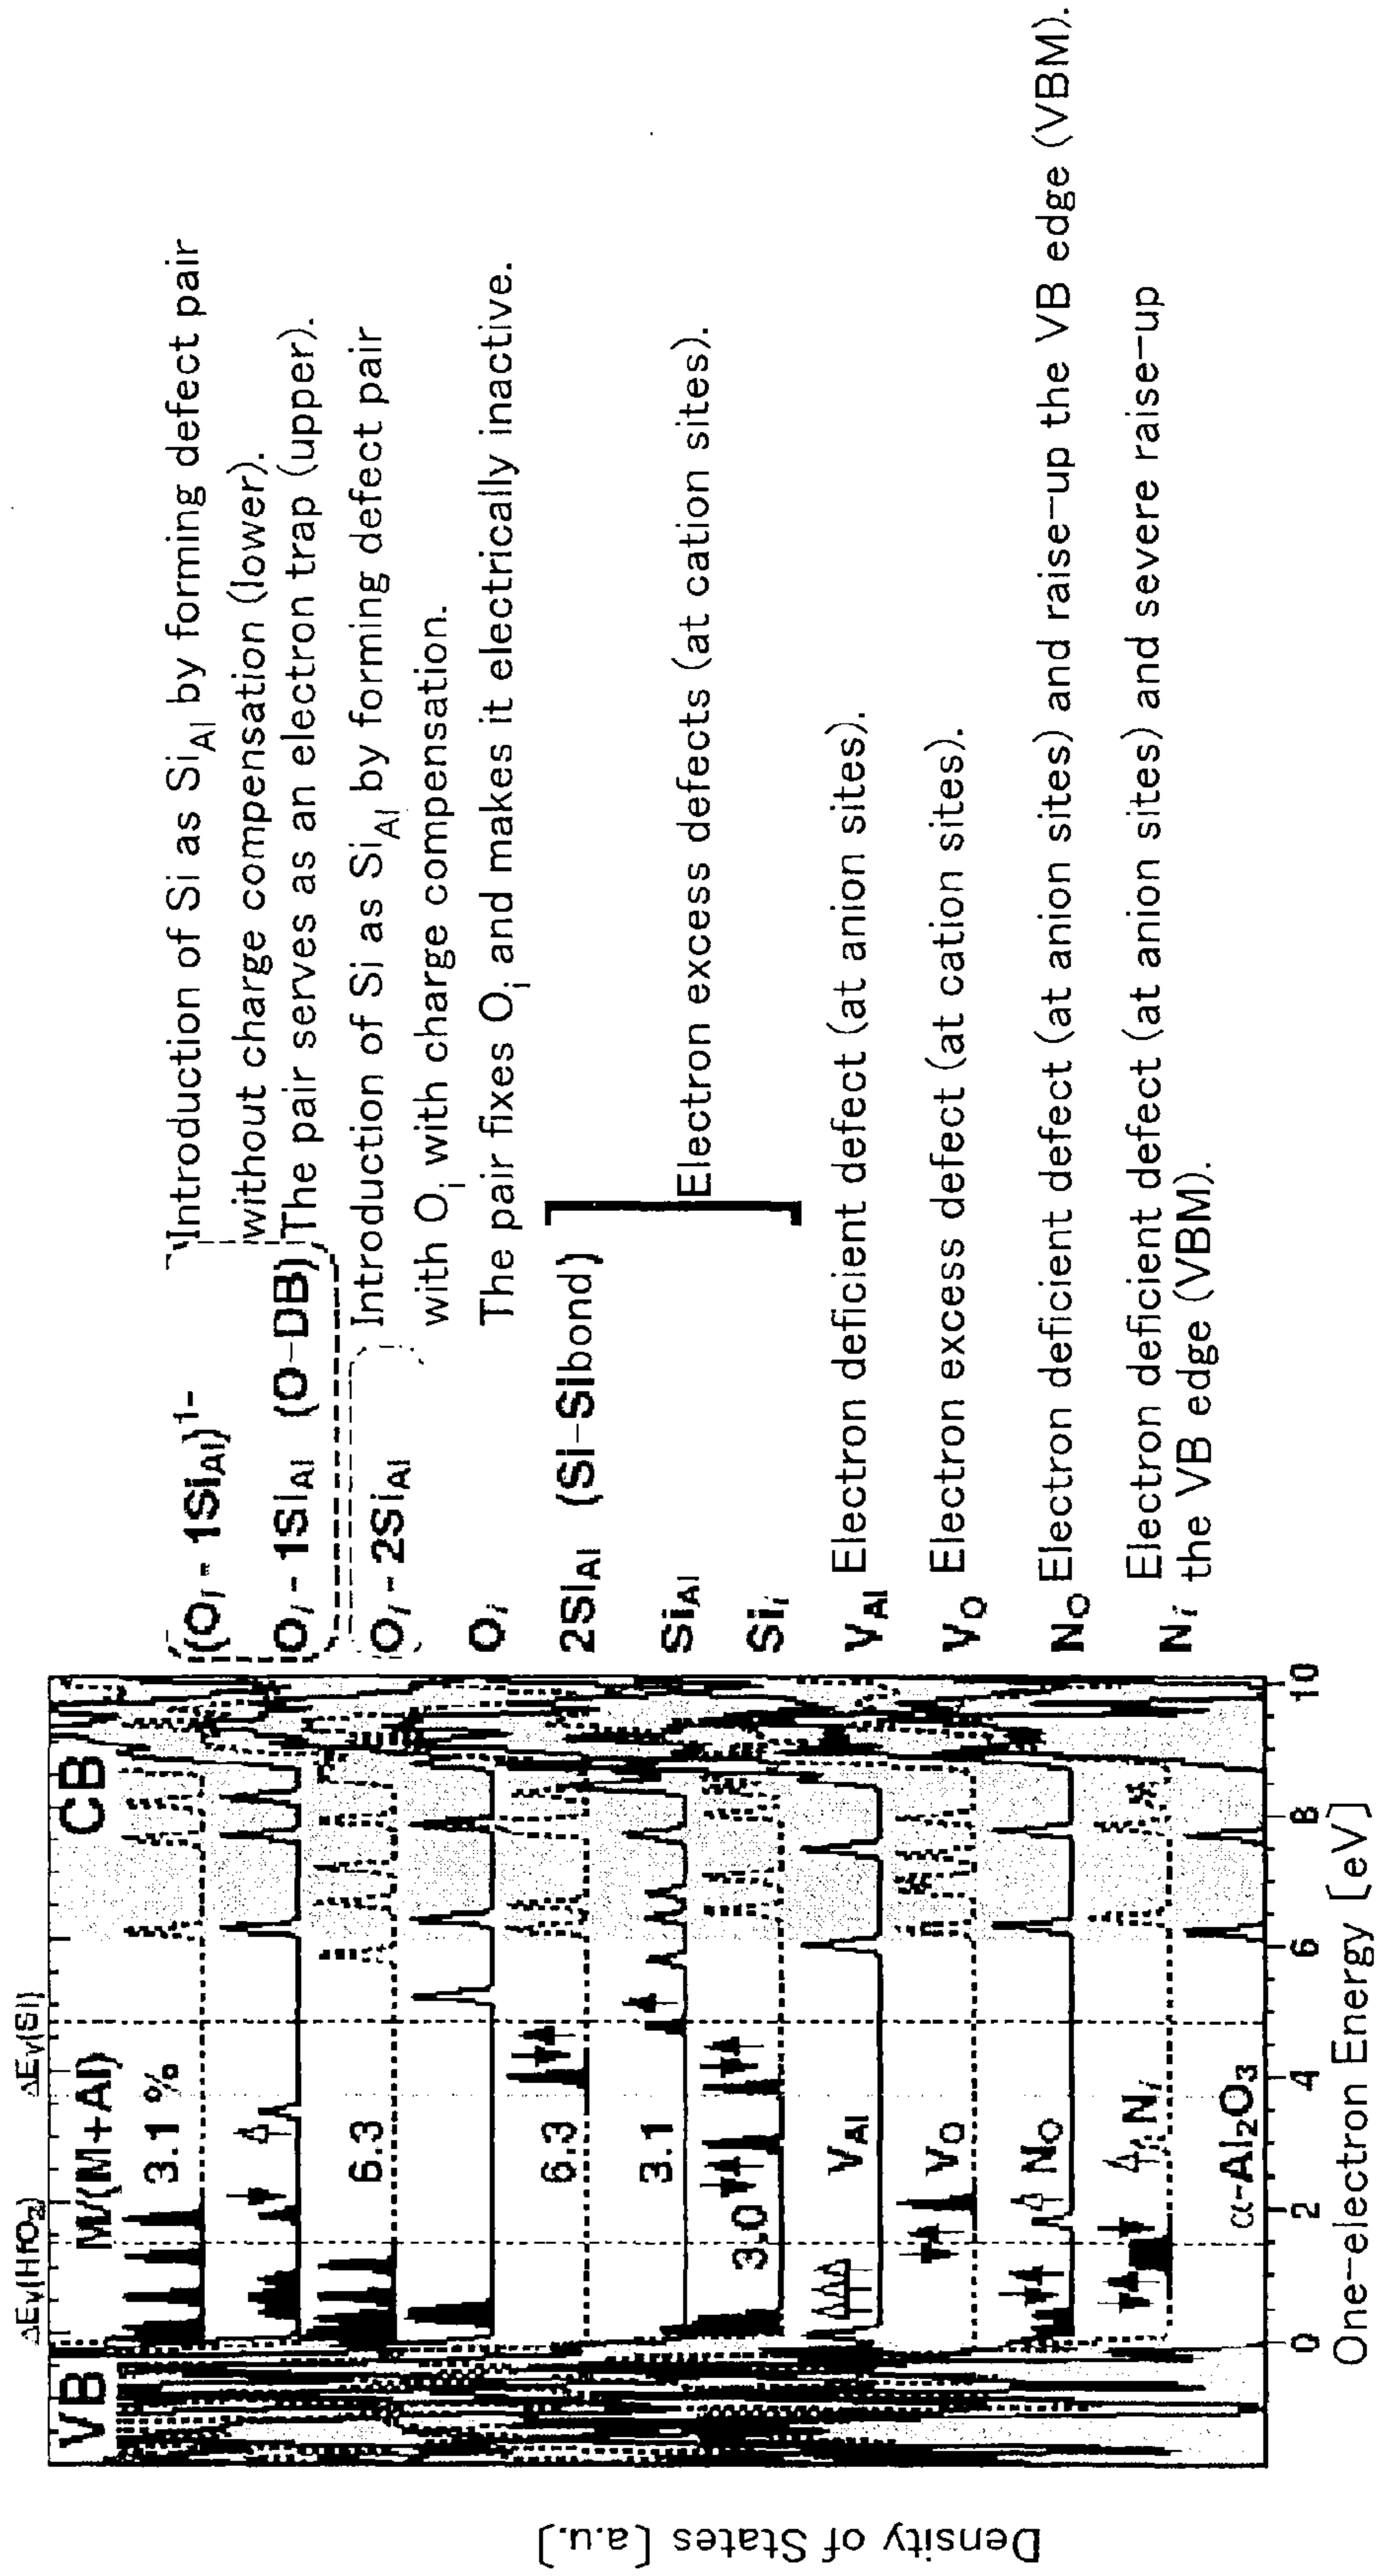 ΔEv(HfO2) ΔEv(Si)
VB M/(M+Al) CB
3.1 %
6.3
6.3
3.1
3.0
VAl
VO
NO
Ni
α-Al2O3
0 2 4 6 8 10
One-electron Energy [eV]
Density of States [a.u.]
(Oi - 1SiAl)1-
Oi - 1SiAl (O-DB)
Introduction of Si as SiAl by forming defect pair
without charge compensation (lower).
The pair serves as an electron trap (upper).
Oi - 2SiAl
Introduction of Si as SiAl by forming defect pair
with Oi with charge compensation.
Oi
The pair fixes Oi and makes it electrically inactive.
2SiAl (Si-Sibond)
SiAl
Sii
Electron excess defects (at cation sites).
VAl Electron deficient defect (at anion sites).
VO Electron excess defect (at cation sites).
NO Electron deficient defect (at anion sites) and raise-up the VB edge (VBM).
Ni Electron deficient defect (at anion sites) and severe raise-up
the VB edge (VBM).